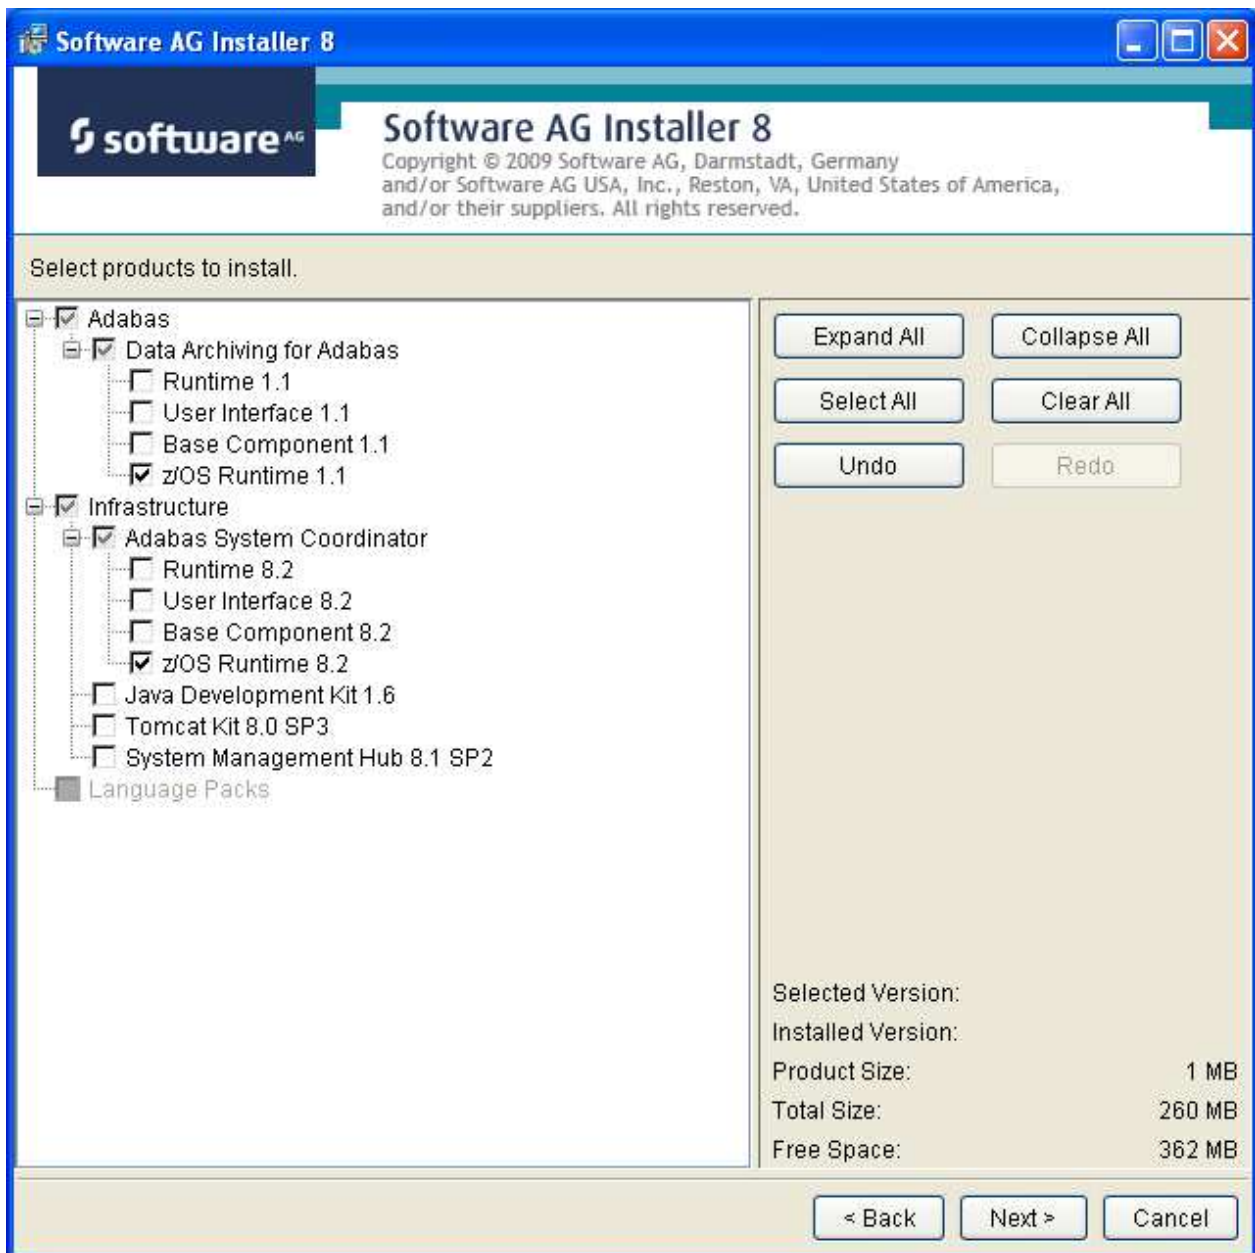 Software AG Installer 8
software AG
Software AG Installer 8
Copyright © 2009 Software AG, Darmstadt, Germany
and/or Software AG USA, Inc., Reston, VA, United States of America,
and/or their suppliers. All rights reserved.
Select products to install.
Adabas
Data Archiving for Adabas
Runtime 1.1
User Interface 1.1
Base Component 1.1
z/OS Runtime 1.1
Infrastructure
Adabas System Coordinator
Runtime 8.2
User Interface 8.2
Base Component 8.2
z/OS Runtime 8.2
Java Development Kit 1.6
Tomcat Kit 8.0 SP3
System Management Hub 8.1 SP2
Language Packs
Expand All
Collapse All
Select All
Clear All
Undo
Redo
Selected Version:
Installed Version:
Product Size: 1 MB
Total Size: 260 MB
Free Space: 362 MB
< Back
Next >
Cancel